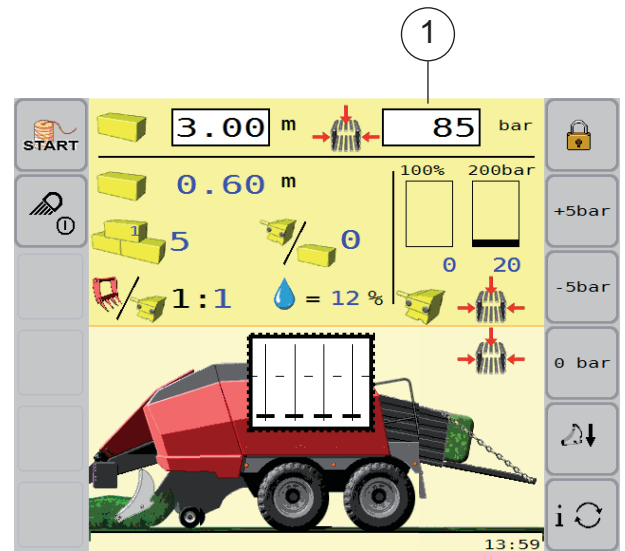 1
START
3.00 m
85 bar
0.60 m
100% 200bar
+5bar
1 5
0
0 20
1:1
= 12 %
-5bar
0 bar
i
13:59